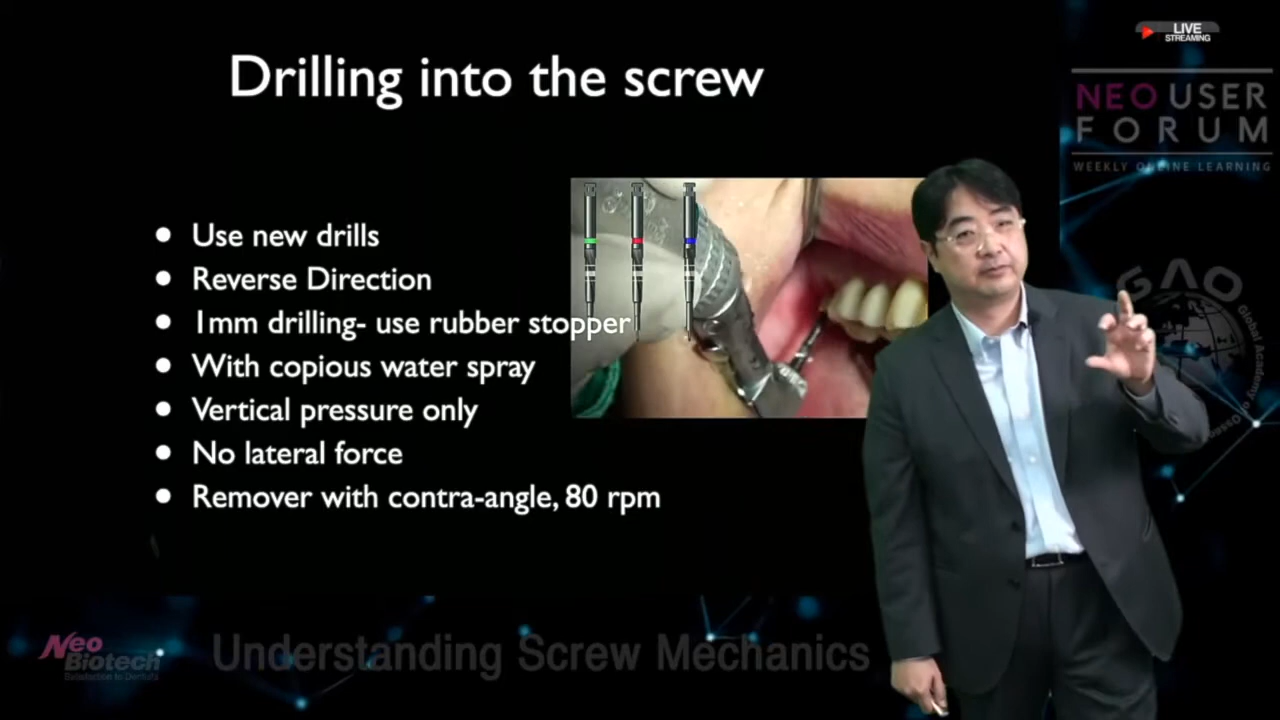 LIVE
STREAMING
Drilling into the screw
NEO USER
FORUM
WEEKLY ONLINE LEARNING
Use new drills
Reverse Direction
1mm drilling- use rubber stopper
With copious water spray
Vertical pressure only
No lateral force
Remover with contra-angle, 80 rpm
GAO
Global Academy of
Neo
Biotech
Understanding Screw Mechanics